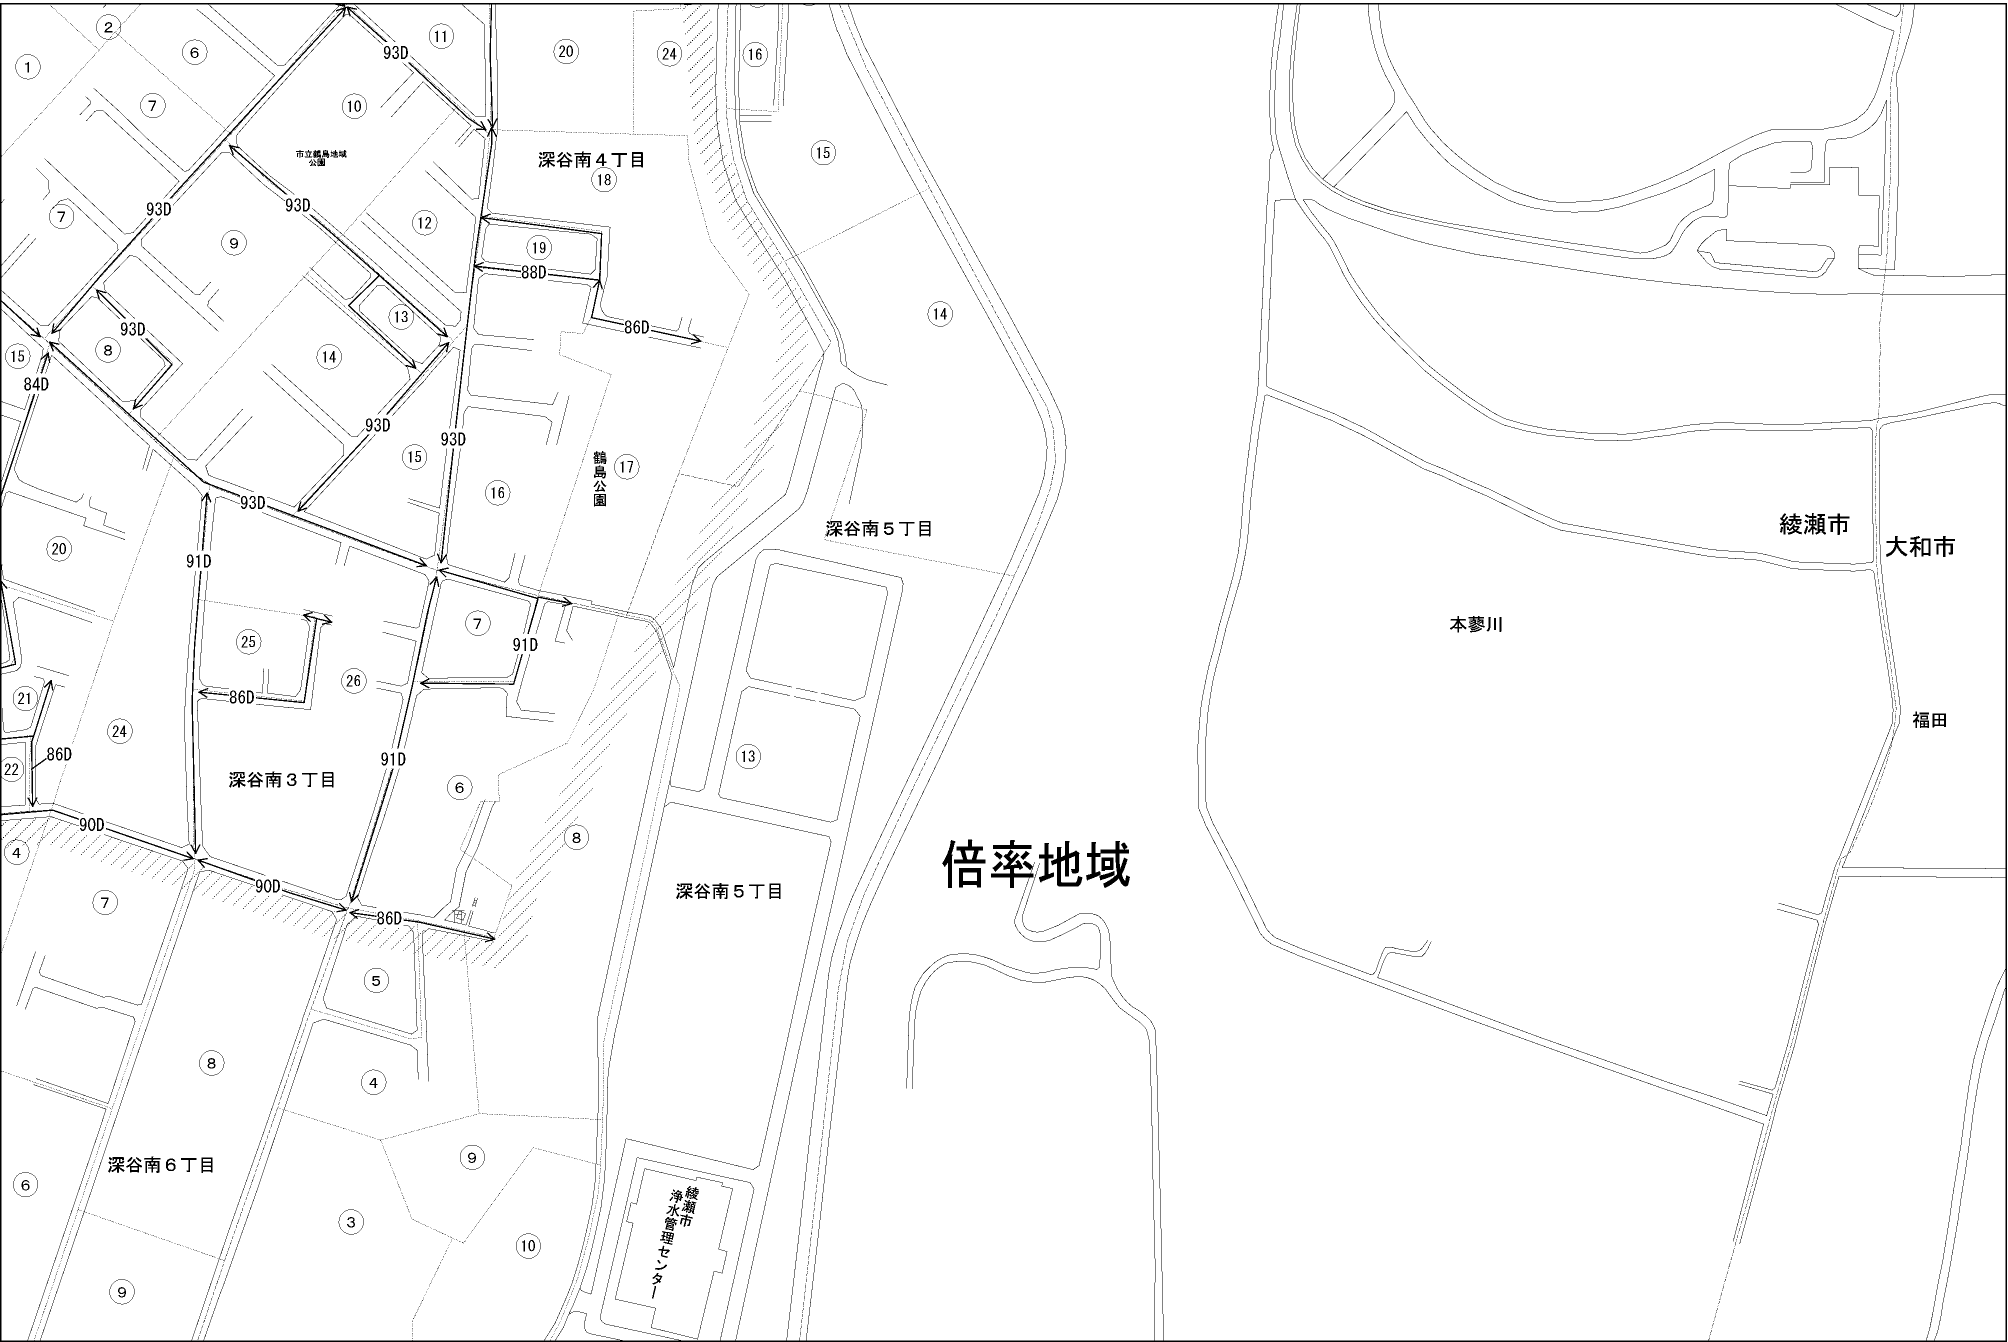 2
1
6
93D
11
20
24
16
7
10
市立鶴島地域
公園
深谷南４丁目
18
15
7
93D
93D
9
12
19
88D
93D
8
13
86D
14
15
84D
14
93D
93D
15
16
鶴島公園
17
93D
20
91D
深谷南５丁目
綾瀬市
大和市
本蓼川
福田
25
7
91D
26
86D
21
24
22
86D
深谷南３丁目
91D
6
13
8
90D
4
90D
86D
7
5
深谷南５丁目
倍率地域
8
4
深谷南６丁目
6
9
3
10
9
綾瀬市
浄水管理センター